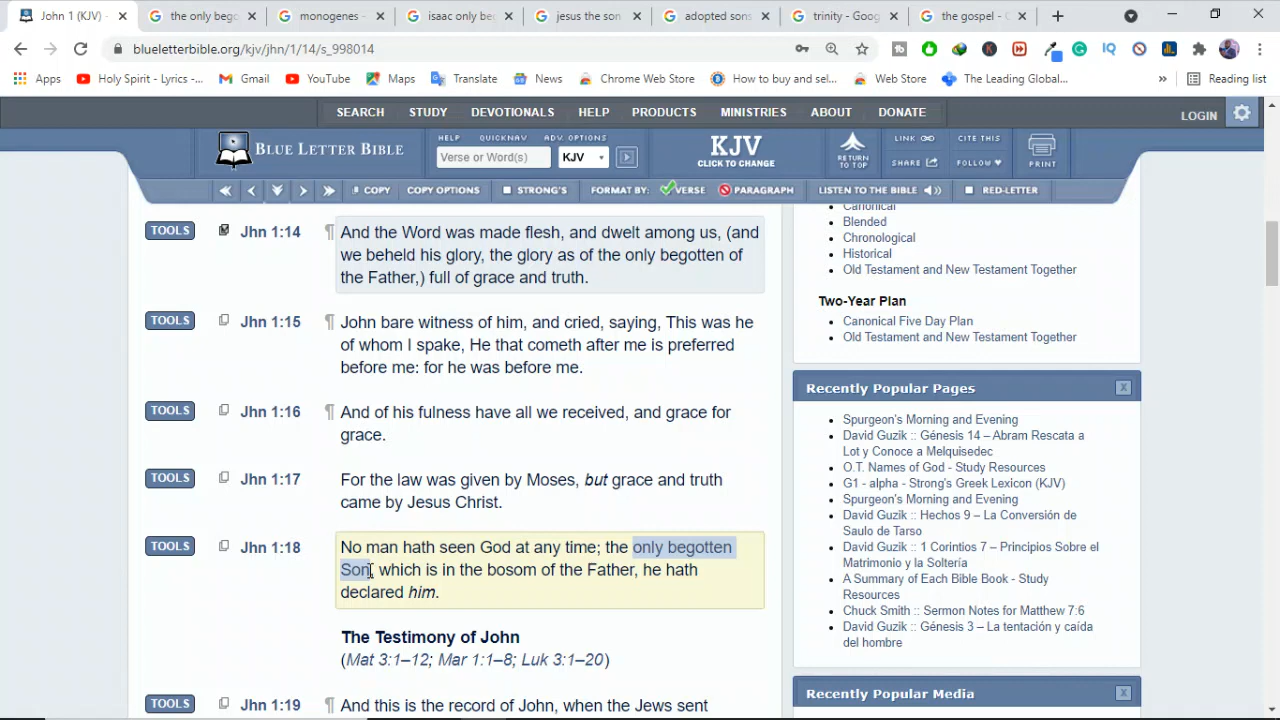 John 1 (KJV)
the only bego
monogenes -
isaac only be
jesus the son
adopted sons
trinity - Goog
the gospel - C
blueletterbible.org/kjv/jhn/1/14/s_998014
Apps
Holy Spirit - Lyrics -...
Gmail
YouTube
Maps
Translate
News
Chrome Web Store
How to buy and sel...
Web Store
The Leading Global...
Reading list
SEARCH STUDY DEVOTIONALS HELP PRODUCTS MINISTRIES ABOUT DONATE
LOGIN
BLUE LETTER BIBLE
HELP QUICKNAV ADV. OPTIONS
Verse or Word(s)
KJV
KJV
CLICK TO CHANGE
RETURN
TO TOP
LINK
CITE THIS
SHARE
FOLLOW
PRINT
COPY COPY OPTIONS STRONG'S FORMAT BY: VERSE PARAGRAPH LISTEN TO THE BIBLE RED-LETTER
TOOLS Jhn 1:14 ¶ And the Word was made flesh, and dwelt among us, (and
we beheld his glory, the glory as of the only begotten of
the Father,) full of grace and truth.
TOOLS Jhn 1:15 ¶ John bare witness of him, and cried, saying, This was he
of whom I spake, He that cometh after me is preferred
before me: for he was before me.
TOOLS Jhn 1:16 ¶ And of his fulness have all we received, and grace for
grace.
TOOLS Jhn 1:17 For the law was given by Moses, but grace and truth
came by Jesus Christ.
TOOLS Jhn 1:18 No man hath seen God at any time; the only begotten
Son, which is in the bosom of the Father, he hath
declared him.
The Testimony of John
(Mat 3:1–12; Mar 1:1–8; Luk 3:1–20)
TOOLS Jhn 1:19 ¶ And this is the record of John, when the Jews sent
Canonical
Blended
Chronological
Historical
Old Testament and New Testament Together
Two-Year Plan
Canonical Five Day Plan
Old Testament and New Testament Together
Recently Popular Pages
Spurgeon's Morning and Evening
David Guzik :: Génesis 14 – Abram Rescata a
Lot y Conoce a Melquisedec
O.T. Names of God - Study Resources
G1 - alpha - Strong's Greek Lexicon (KJV)
Spurgeon's Morning and Evening
David Guzik :: Hechos 9 – La Conversión de
Saulo de Tarso
David Guzik :: 1 Corintios 7 – Principios Sobre el
Matrimonio y la Soltería
A Summary of Each Bible Book - Study
Resources
Chuck Smith :: Sermon Notes for Matthew 7:6
David Guzik :: Génesis 3 – La tentación y caída
del hombre
Recently Popular Media